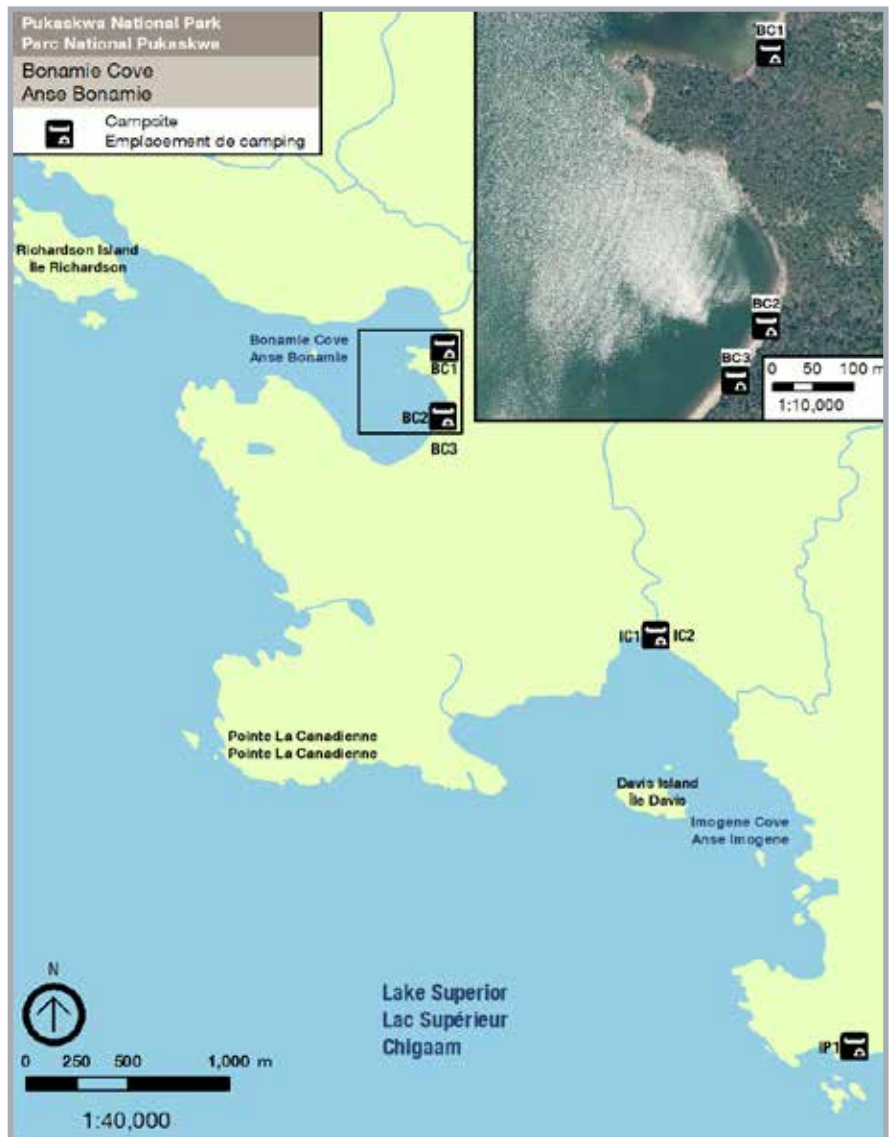 Pukaskwa National Park
Parc National Pukaskwa
Bonamie Cove
Anse Bonamie
Campsite
Emplacement de camping
BC1
BC2
BC3
0 50 100 m
1:10,000
Richardson Island
Île Richardson
Bonamie Cove
Anse Bonamie
BC1
BC2
BC3
IC1 IC2
Pointe La Canadienne
Pointe La Canadienne
Davis Island
Île Davis
Imogene Cove
Anse Imogene
N
0 250 500 1,000 m
1:40,000
Lake Superior
Lac Supérieur
Chigaam
IP1